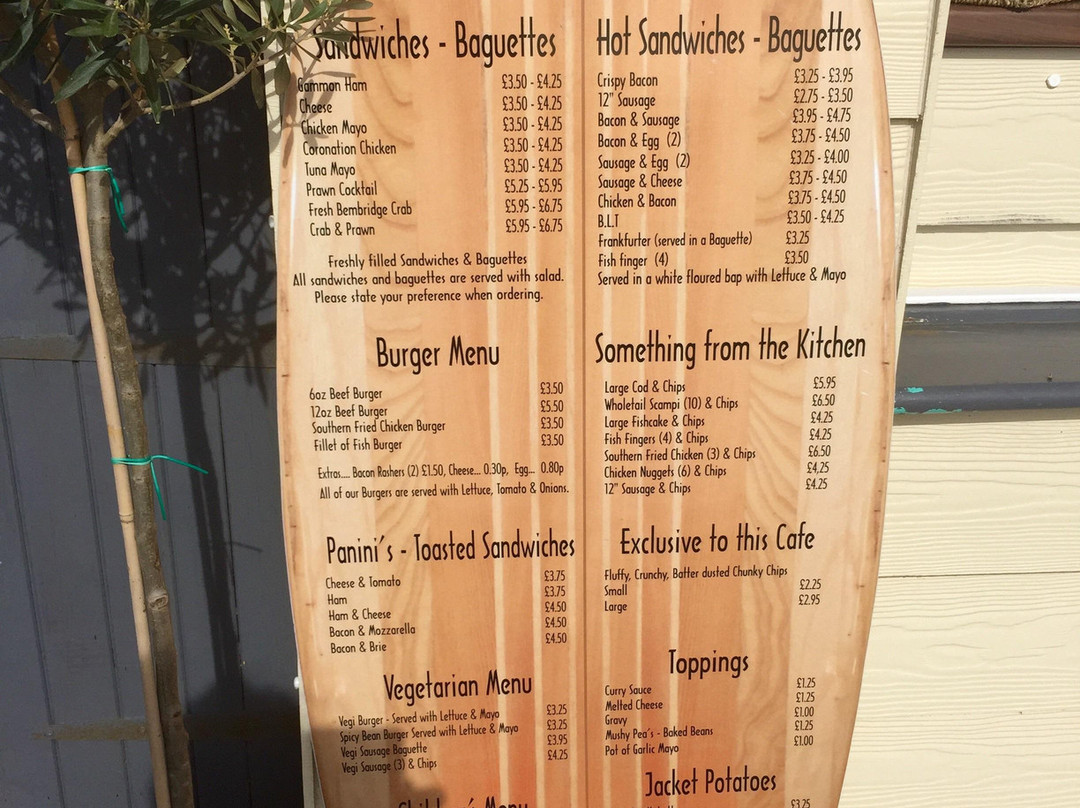 Sandwiches - Baguettes
Gammon Ham £3.50 - £4.25
Cheese £3.50 - £4.25
Chicken Mayo £3.50 - £4.25
Coronation Chicken £3.50 - £4.25
Tuna Mayo £3.50 - £4.25
Prawn Cocktail £5.25 - £5.95
Fresh Bembridge Crab £5.95 - £6.75
Crab & Prawn £5.95 - £6.75
Freshly filled Sandwiches & Baguettes
All sandwiches and baguettes are served with salad.
Please state your preference when ordering.
Burger Menu
6oz Beef Burger £3.50
12oz Beef Burger £5.50
Southern Fried Chicken Burger £3.50
Fillet of Fish Burger £3.50
Extras.... Bacon Rashers (2) £1.50, Cheese... 0.30p, Egg... 0.80p
All of our Burgers are served with Lettuce, Tomato & Onions.
Panini's - Toasted Sandwiches
Cheese & Tomato £3.75
Ham £3.75
Ham & Cheese £4.50
Bacon & Mozzarella £4.50
Bacon & Brie £4.50
Vegetarian Menu
Vegi Burger - Served with Lettuce & Mayo £3.25
Spicy Bean Burger Served with Lettuce & Mayo £3.25
Vegi Sausage Baguette £3.95
Vegi Sausage (3) & Chips £4.25
Hot Sandwiches - Baguettes
Crispy Bacon £3.25 - £3.95
12" Sausage £2.75 - £3.50
Bacon & Sausage £3.95 - £4.75
Bacon & Egg (2) £3.75 - £4.50
Sausage & Egg (2) £3.25 - £4.00
Sausage & Cheese £3.75 - £4.50
Chicken & Bacon £3.75 - £4.50
B.L.T £3.50 - £4.25
Frankfurter (served in a Baguette) £3.25
Fish finger (4) £3.50
Served in a white floured bap with Lettuce & Mayo
Something from the Kitchen
Large Cod & Chips £5.95
Wholetail Scampi (10) & Chips £6.50
Large Fishcake & Chips £4.25
Fish Fingers (4) & Chips £4.25
Southern Fried Chicken (3) & Chips £6.50
Chicken Nuggets (6) & Chips £4,25
12" Sausage & Chips £4.25
Exclusive to this Cafe
Fluffy, Crunchy, Batter dusted Chunky Chips
Small £2.25
Large £2.95
Toppings
Curry Sauce £1.25
Melted Cheese £1.25
Gravy £1.00
Mushy Pea's - Baked Beans £1.25
Pot of Garlic Mayo £1.00
Jacket Potatoes
£3.25